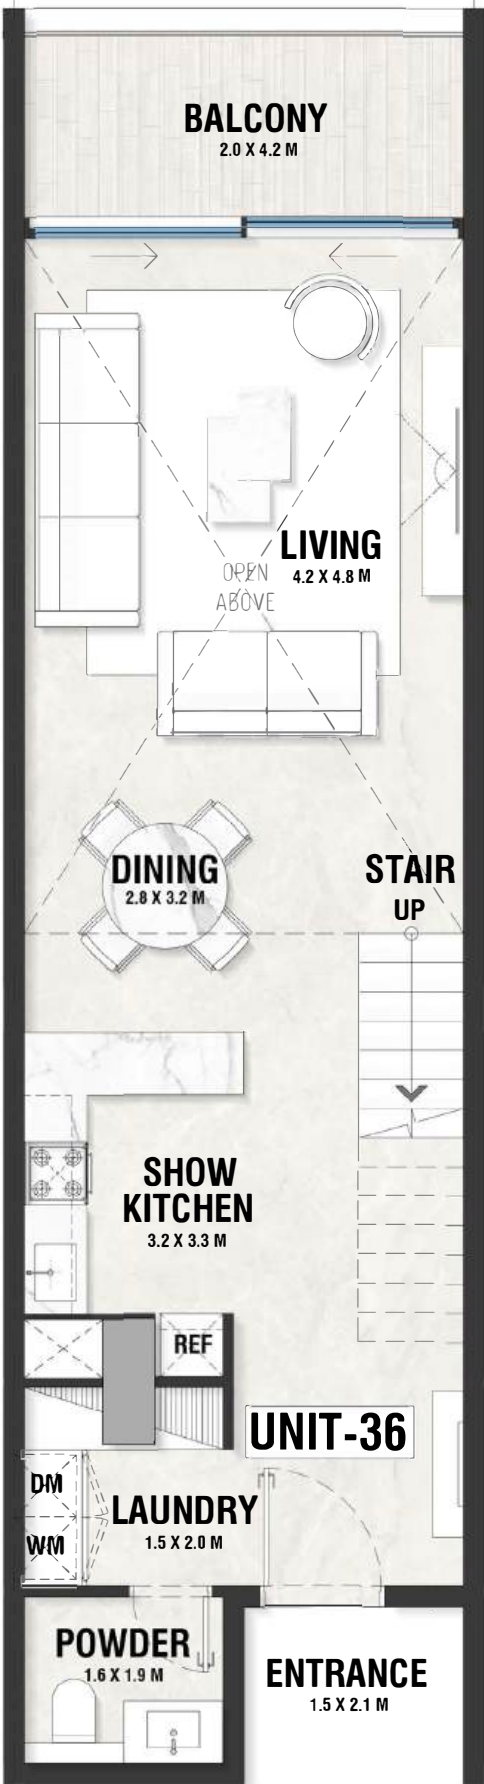 BALCONY
2.0 X 4.2 M
LIVING
4.2 X 4.8 M
OPEN
ABOVE
DINING
2.8 X 3.2 M
STAIR
UP
SHOW
KITCHEN
3.2 X 3.3 M
REF
UNIT-36
DM
WM
LAUNDRY
1.5 X 2.0 M
POWDER
1.6 X 1.9 M
ENTRANCE
1.5 X 2.1 M